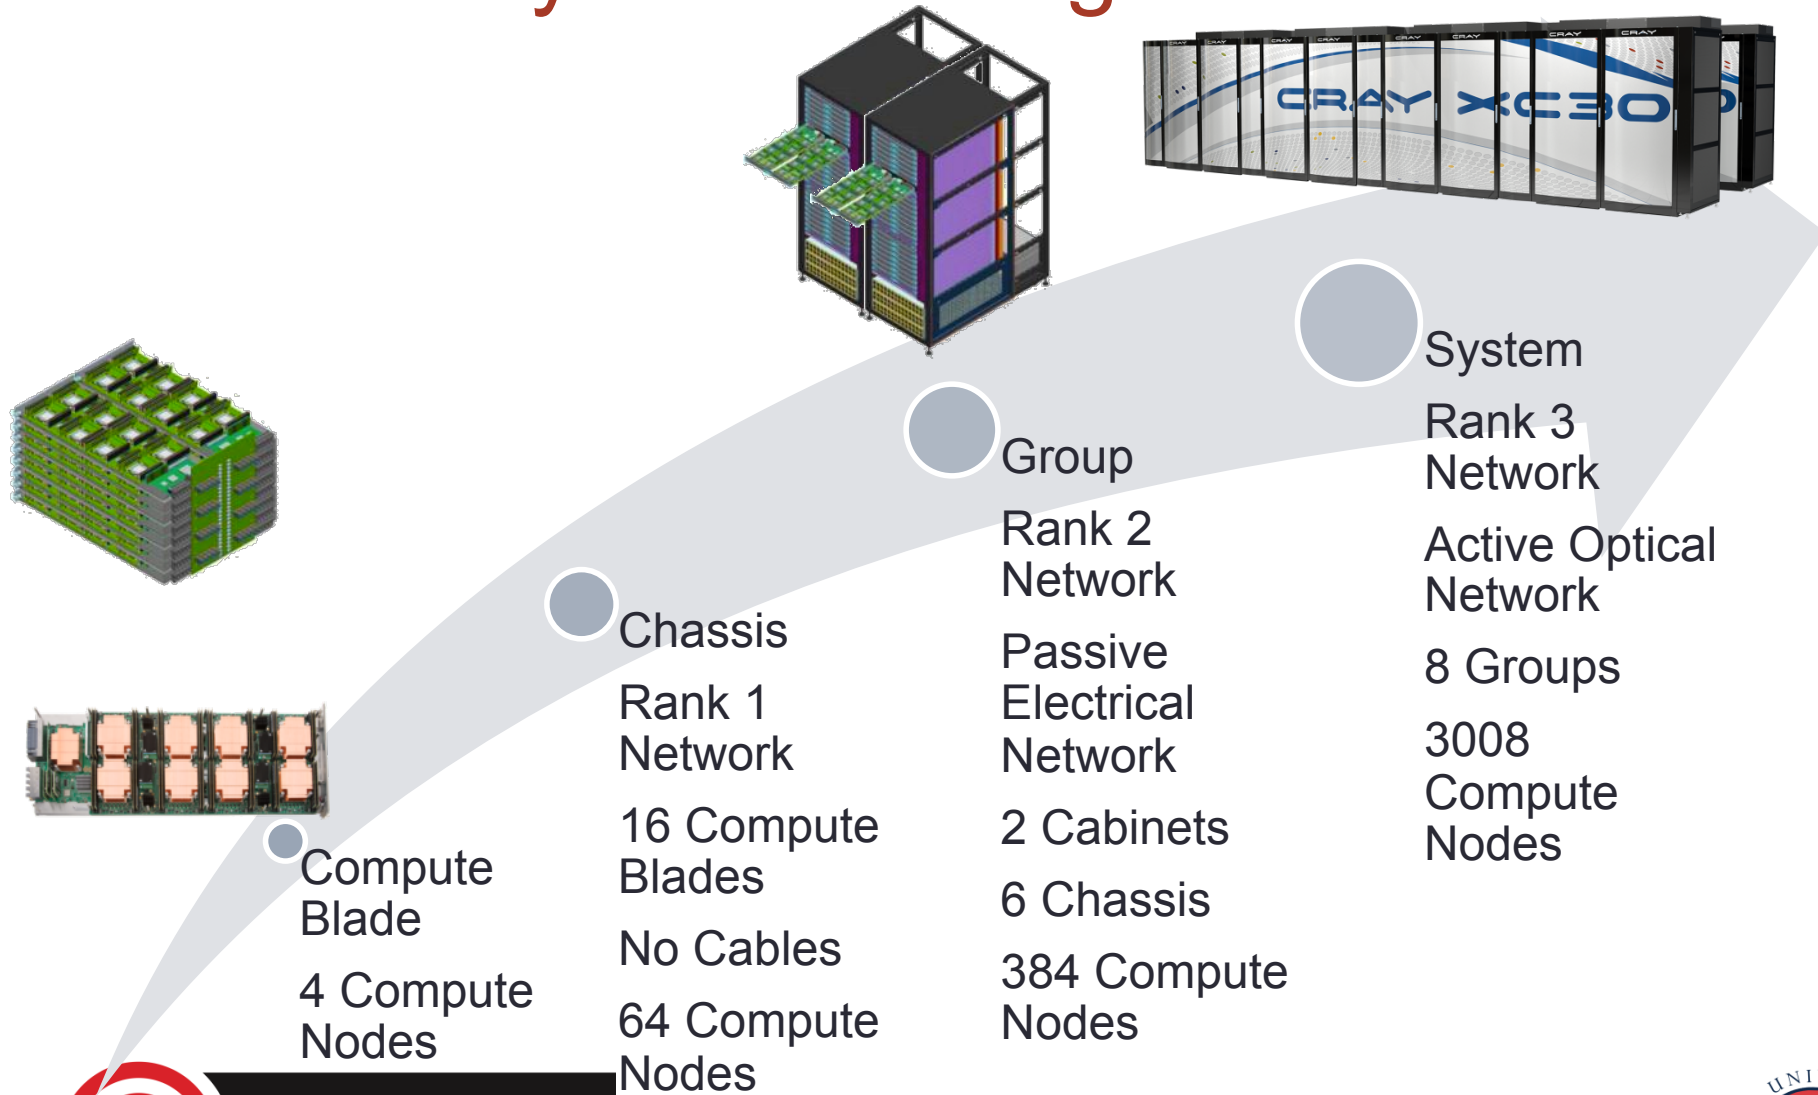 CRAY XC30
System
Rank 3
Network
Active Optical
Network
8 Groups
3008
Compute
Nodes
Group
Rank 2
Network
Passive
Electrical
Network
2 Cabinets
6 Chassis
384 Compute
Nodes
Chassis
Rank 1
Network
16 Compute
Blades
No Cables
64 Compute
Nodes
Compute
Blade
4 Compute
Nodes
UNI